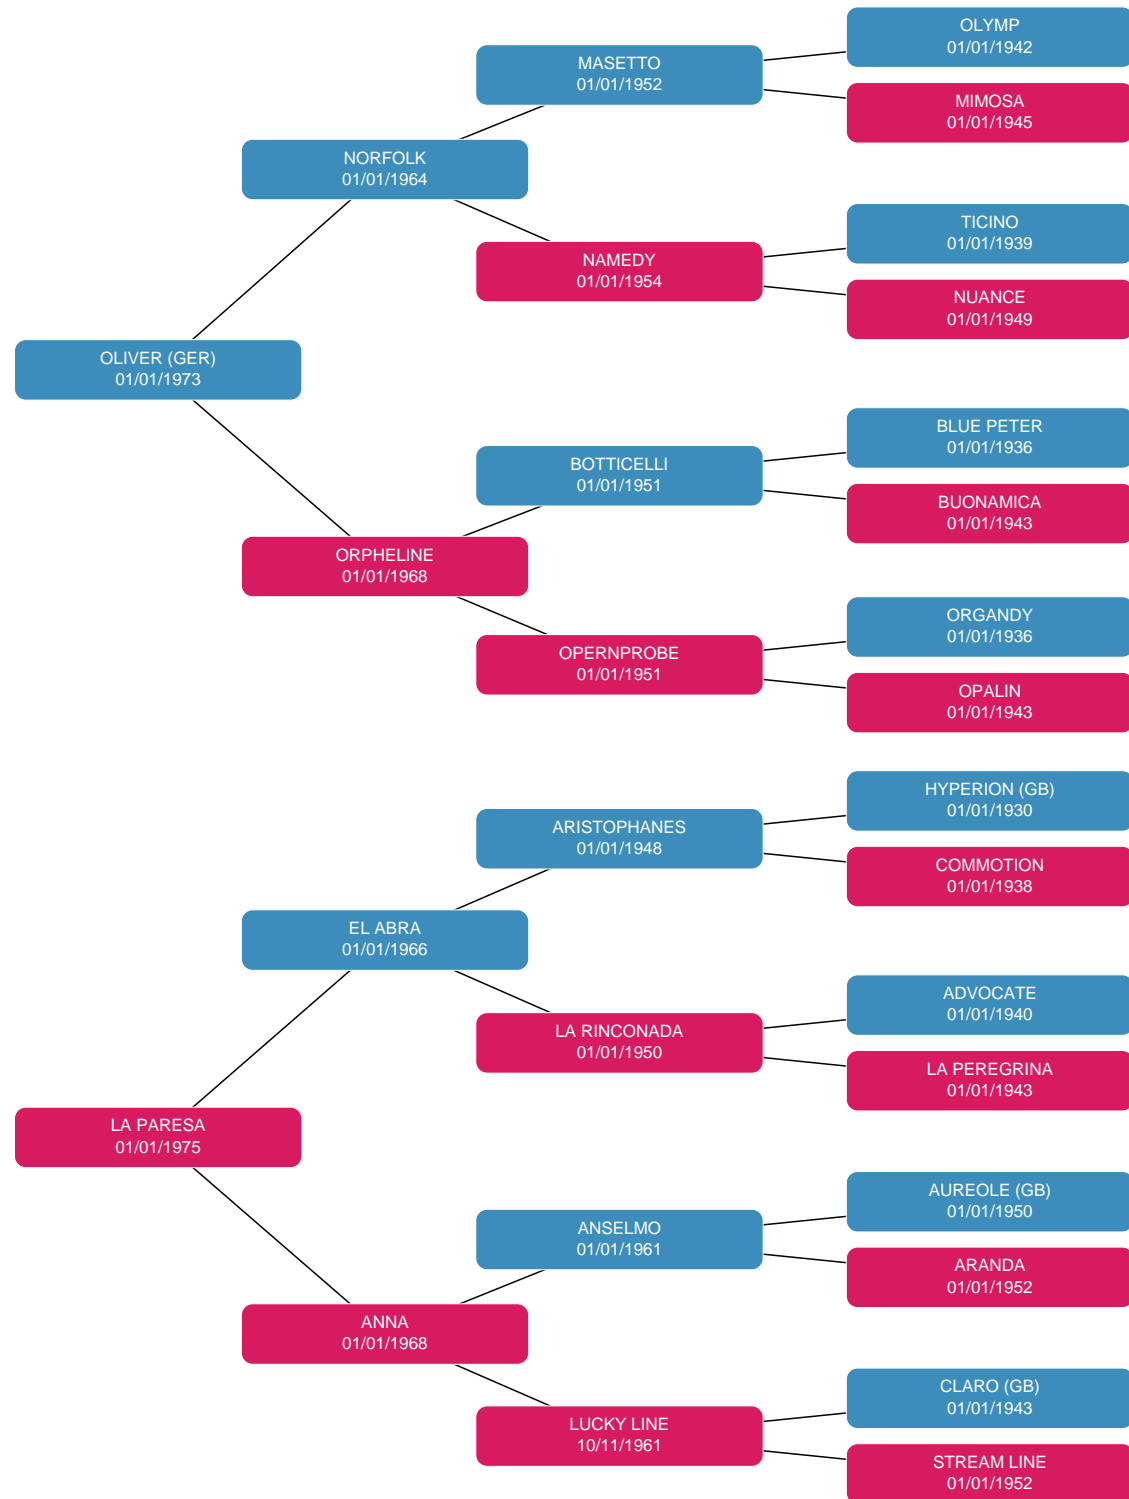 OLYMP
01/01/1942
MASETTO
01/01/1952
MIMOSA
01/01/1945
NORFOLK
01/01/1964
TICINO
01/01/1939
NAMEDY
01/01/1954
NUANCE
01/01/1949
OLIVER (GER)
01/01/1973
BLUE PETER
01/01/1936
BOTTICELLI
01/01/1951
BUONAMICA
01/01/1943
ORPHELINE
01/01/1968
ORGANDY
01/01/1936
OPERNPROBE
01/01/1951
OPALIN
01/01/1943
HYPERION (GB)
01/01/1930
ARISTOPHANES
01/01/1948
COMMOTION
01/01/1938
EL ABRA
01/01/1966
ADVOCATE
01/01/1940
LA RINCONADA
01/01/1950
LA PEREGRINA
01/01/1943
LA PARESA
01/01/1975
AUREOLE (GB)
01/01/1950
ANSELMO
01/01/1961
ARANDA
01/01/1952
ANNA
01/01/1968
CLARO (GB)
01/01/1943
LUCKY LINE
10/11/1961
STREAM LINE
01/01/1952